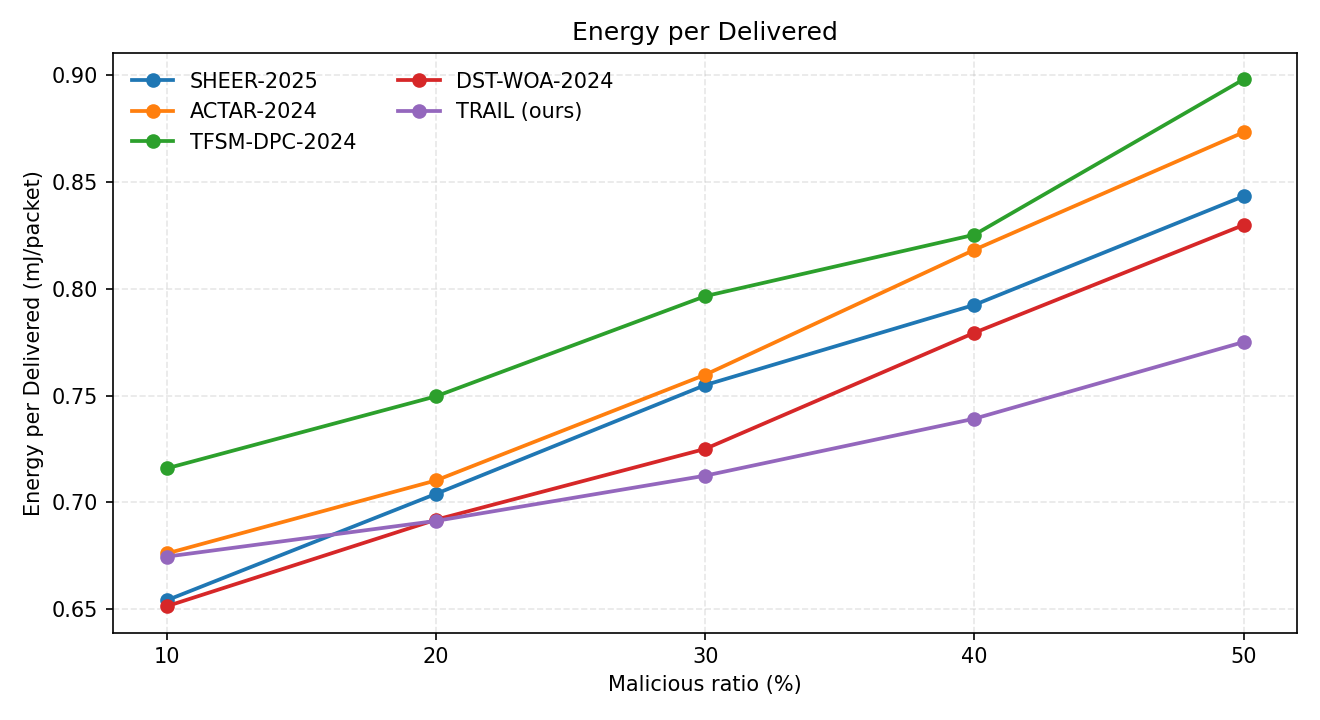 Energy per Delivered
SHEER-2025
ACTAR-2024
TFSM-DPC-2024
DST-WOA-2024
TRAIL (ours)
Energy per Delivered (mJ/packet)
0.90
0.85
0.80
0.75
0.70
0.65
10 20 30 40 50
Malicious ratio (%)